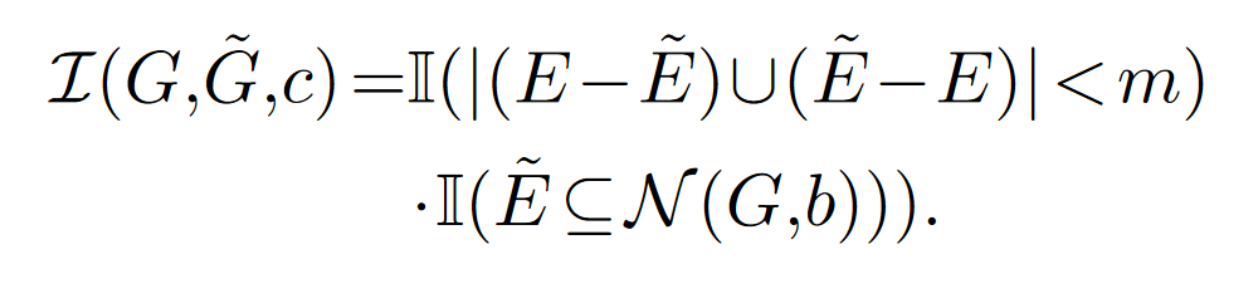 𝓘(G,G̃,c)=𝕀(|(E−Ẽ)∪(Ẽ−E)|<m)
·𝕀(Ẽ⊆𝓝(G,b))).